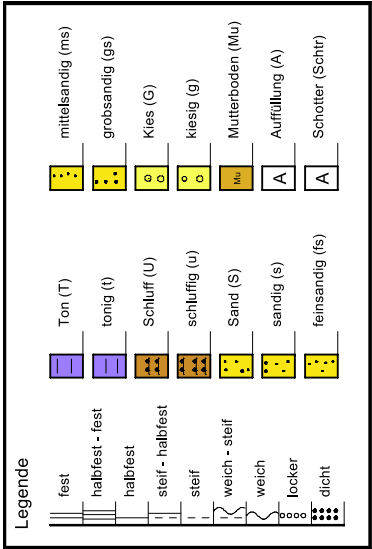 Legende
fest
halbfest - fest
halbfest
steif - halbfest
steif
weich - steif
weich
locker
dicht
Ton (T)
tonig (t)
Schluff (U)
schluffig (u)
Sand (S)
sandig (s)
feinsandig (fs)
mittelsandig (ms)
grobsandig (gs)
Kies (G)
kiesig (g)
Mu Mutterboden (Mu)
A Auffüllung (A)
A Schotter (Schtr)